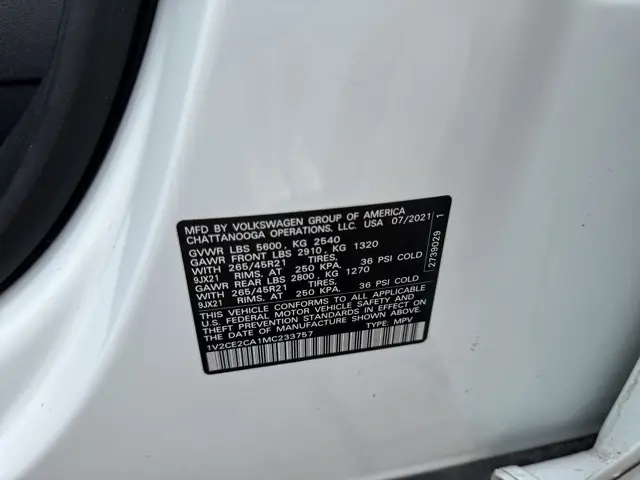 MFD BY VOLKSWAGEN GROUP OF AMERICA
CHATTANOOGA OPERATIONS, LLC. USA 07/2021
GVWR LBS 5600, KG 2540
GAWR FRONT LBS 2910, KG 1320
WITH 265/45R21 TIRES,
9JX21 RIMS, AT 250 KPA, 36 PSI COLD
GAWR REAR LBS 2800, KG 1270
WITH 265/45R21 TIRES,
9JX21 RIMS, AT 250 KPA, 36 PSI COLD
THIS VEHICLE CONFORMS TO ALL APPLICABLE
U.S. FEDERAL MOTOR VEHICLE SAFETY AND
THEFT PREVENTION STANDARDS IN EFFECT ON THE
DATE OF MANUFACTURE SHOWN ABOVE.
1V2CE2CA1MC233757 TYPE: MPV
2739029 1